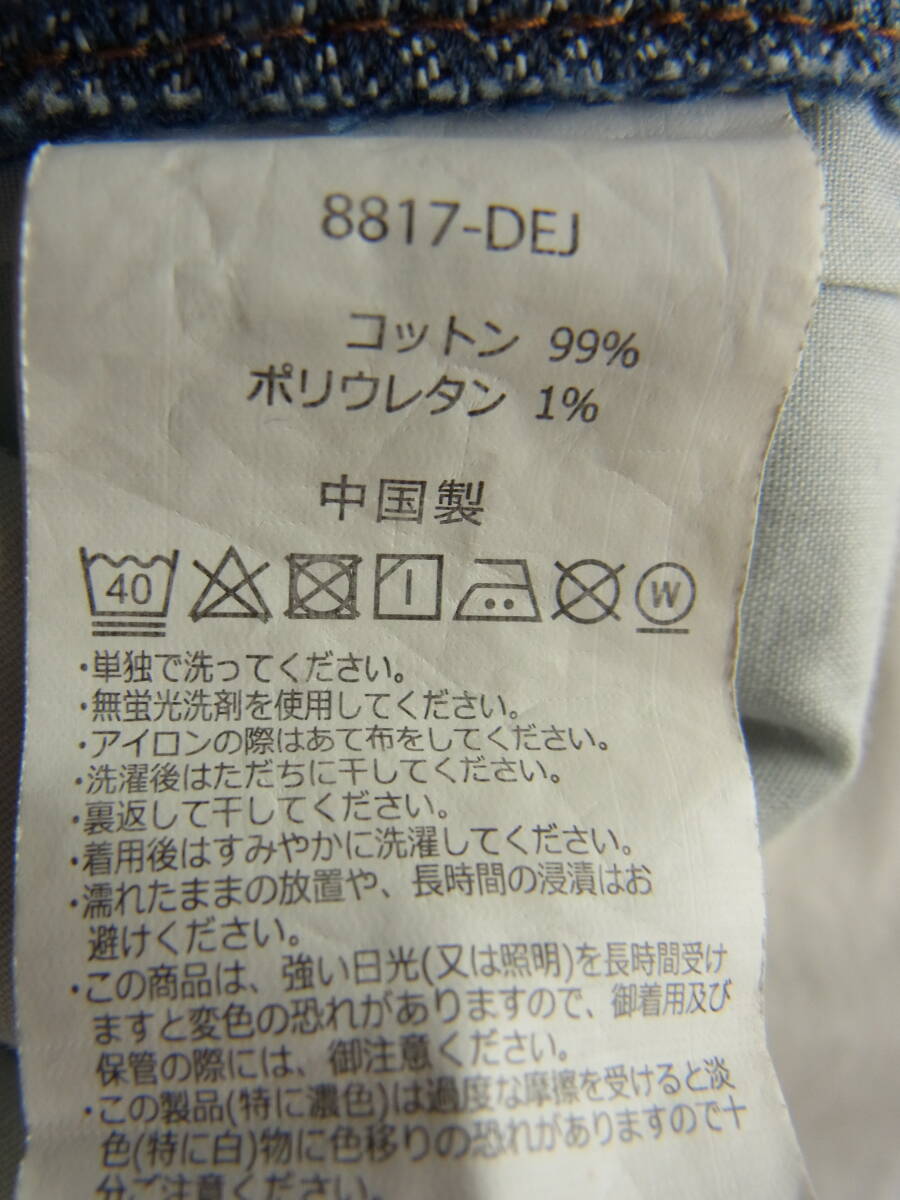 8817-DEJ
コットン 99%
ポリウレタン 1%
中国製
40 W
・単独で洗ってください。
・無蛍光洗剤を使用してください。
・アイロンの際はあて布をしてください。
・洗濯後はただちに干してください。
・裏返して干してください。
・着用後はすみやかに洗濯してください。
・濡れたままの放置や、長時間の浸漬はお
避けください。
・この商品は、強い日光(又は照明)を長時間受け
ますと変色の恐れがありますので、御着用及び
保管の際には、御注意ください。
・この製品(特に濃色)は過度な摩擦を受けると淡
色(特に白)物に色移りの恐れがありますので十
分ご注意ください。